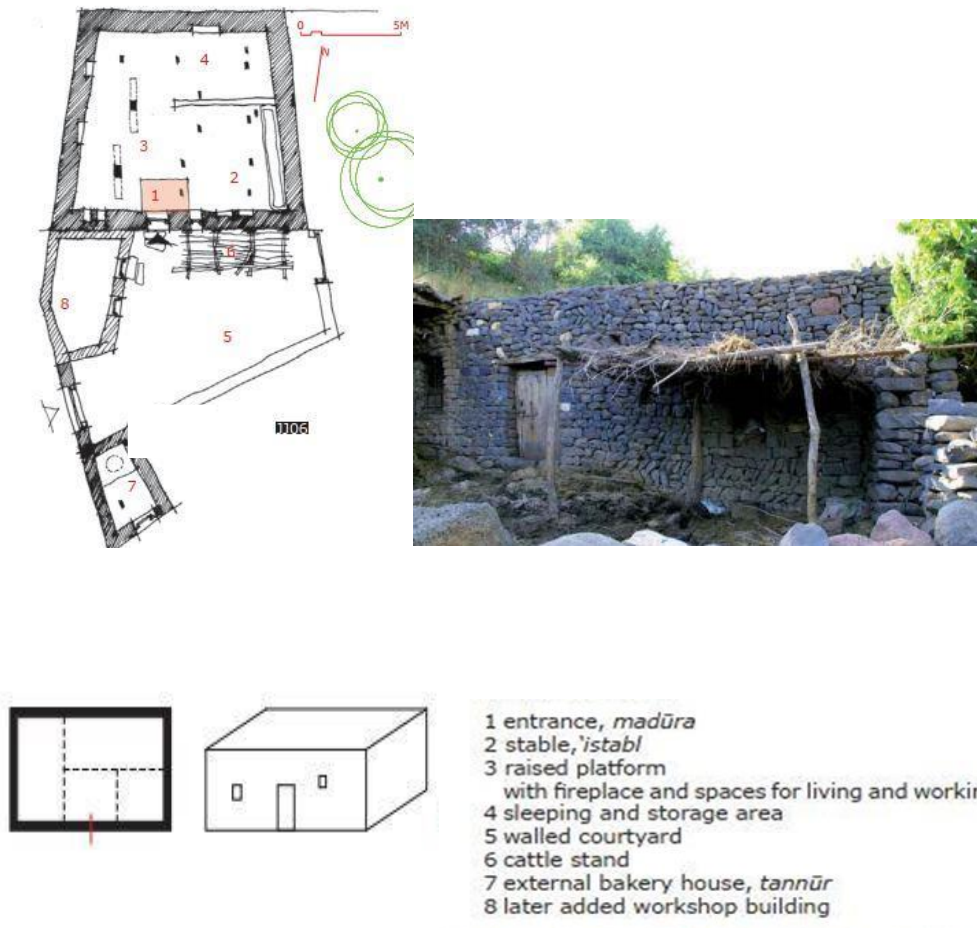 0 5M
N
4
3
1
2
6
8
5
1106
7
1 entrance, madūra
2 stable,‘istabl
3 raised platform
with fireplace and spaces for living and workin
4 sleeping and storage area
5 walled courtyard
6 cattle stand
7 external bakery house, tannūr
8 later added workshop building